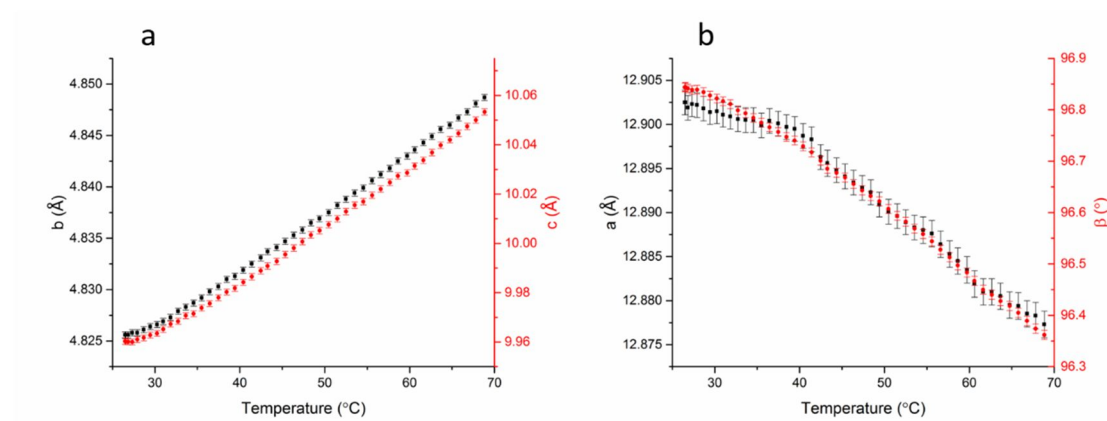 a
b
4.850
4.845
4.840
4.835
4.830
4.825
b (Å)
10.06
10.04
10.02
10.00
9.98
9.96
c (Å)
30 40 50 60 70
Temperature (°C)
12.905
12.900
12.895
12.890
12.885
12.880
12.875
a (Å)
96.9
96.8
96.7
96.6
96.5
96.4
96.3
β (°)
30 40 50 60 70
Temperature (°C)